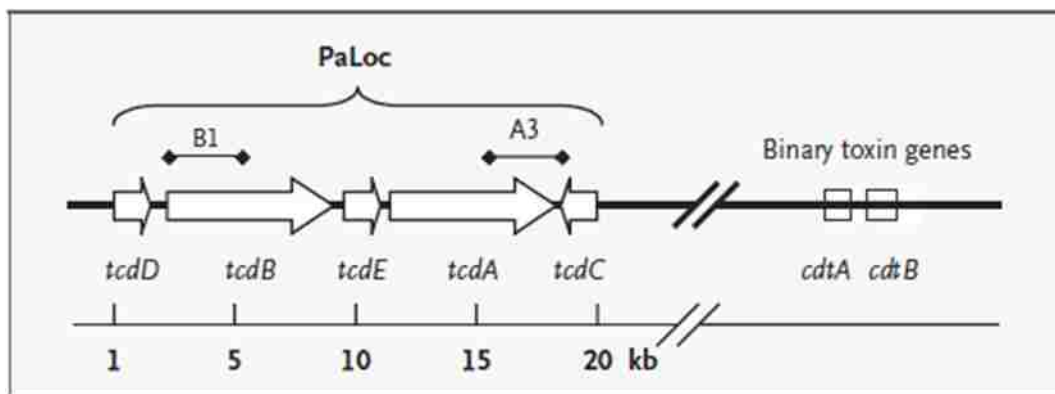 PaLoc
B1
A3
Binary toxin genes
tcdD tcdB tcdE tcdA tcdC cdtA cdtB
1 5 10 15 20 kb